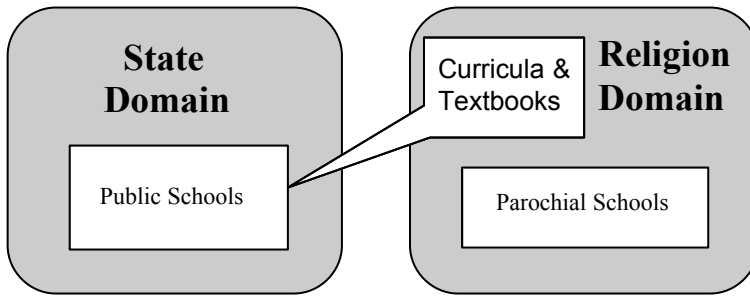 State
Domain
Public Schools
Curricula &
Textbooks
Religion
Domain
Parochial Schools